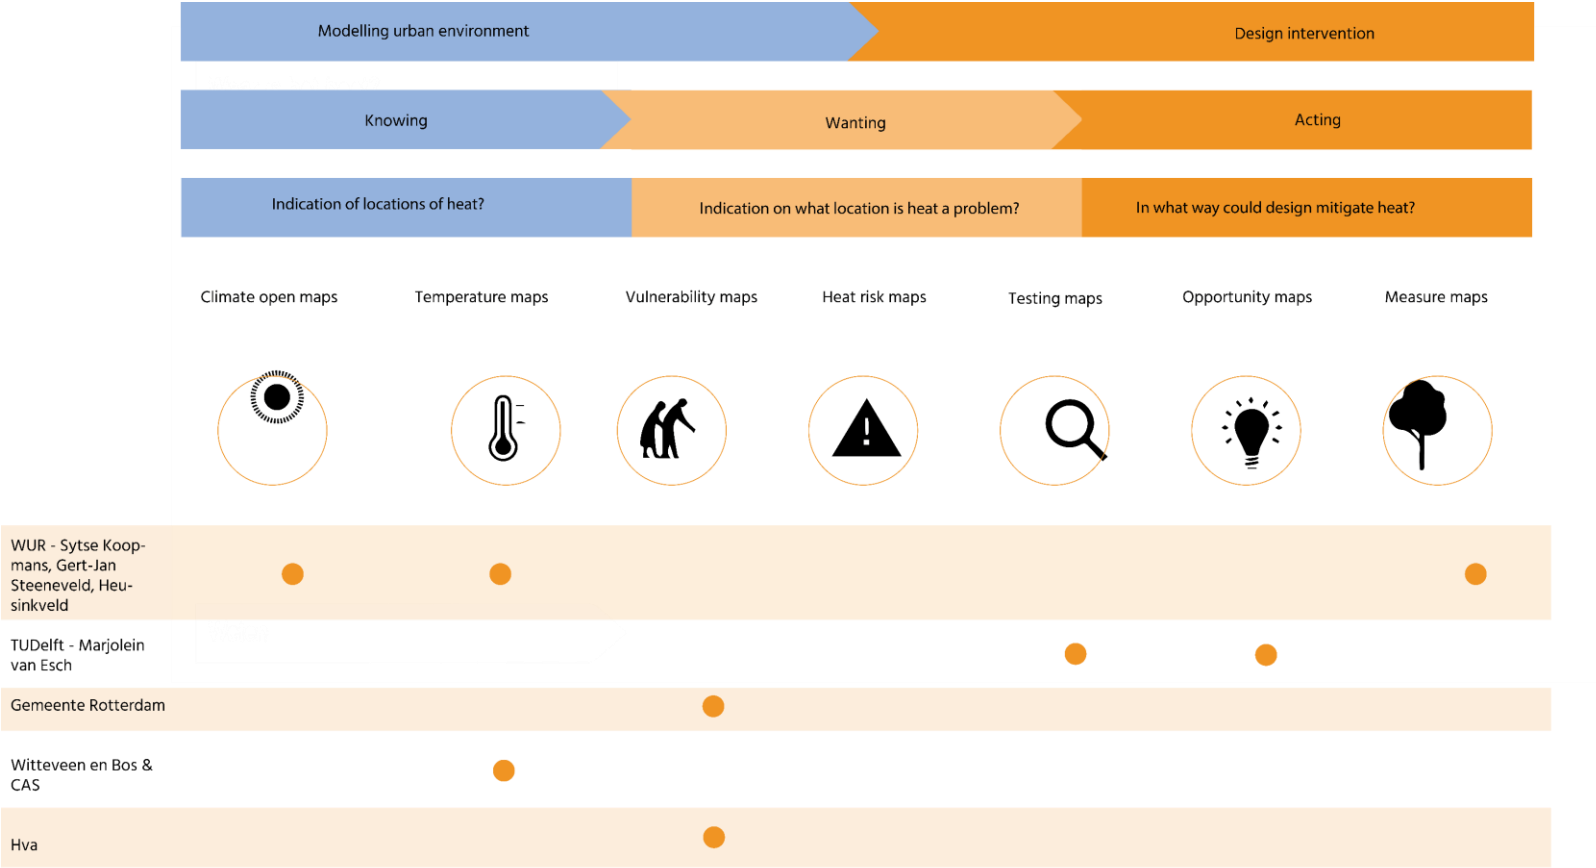 Modelling urban environment
Design intervention
Knowing
Wanting
Acting
Indication of locations of heat?
Indication on what location is heat a problem?
In what way could design mitigate heat?
Climate open maps
Temperature maps
Vulnerability maps
Heat risk maps
Testing maps
Opportunity maps
Measure maps
WUR - Sytse Koop-
mans, Gert-Jan
Steeneveld, Heu-
sinkveld
TUDelft - Marjolein
van Esch
Gemeente Rotterdam
Witteveen en Bos &
CAS
Hva